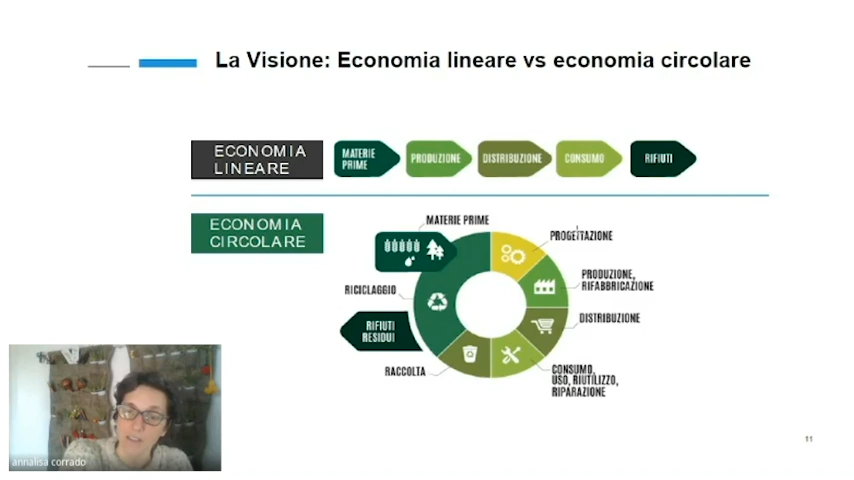 La Visione: Economia lineare vs economia circolare
ECONOMIA
LINEARE
MATERIE
PRIME
PRODUZIONE
DISTRIBUZIONE
CONSUMO
RIFIUTI
ECONOMIA
CIRCOLARE
MATERIE PRIME
PROGETTAZIONE
PRODUZIONE,
RIFABBRICAZIONE
DISTRIBUZIONE
CONSUMO,
USO, RIUTILIZZO,
RIPARAZIONE
RACCOLTA
RIFIUTI
RESIDUI
RICICLAGGIO
annalisa corrado
11